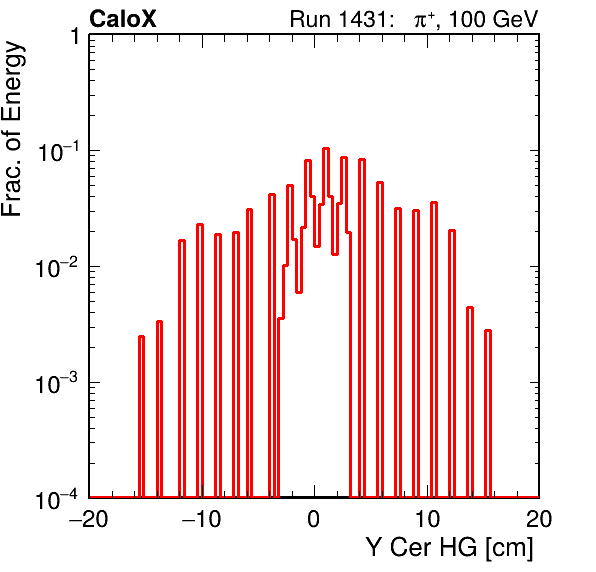 CaloX Run 1431: π⁺, 100 GeV
Frac. of Energy
1
10⁻¹
10⁻²
10⁻³
10⁻⁴
−20 −10 0 10 20
Y Cer HG [cm]